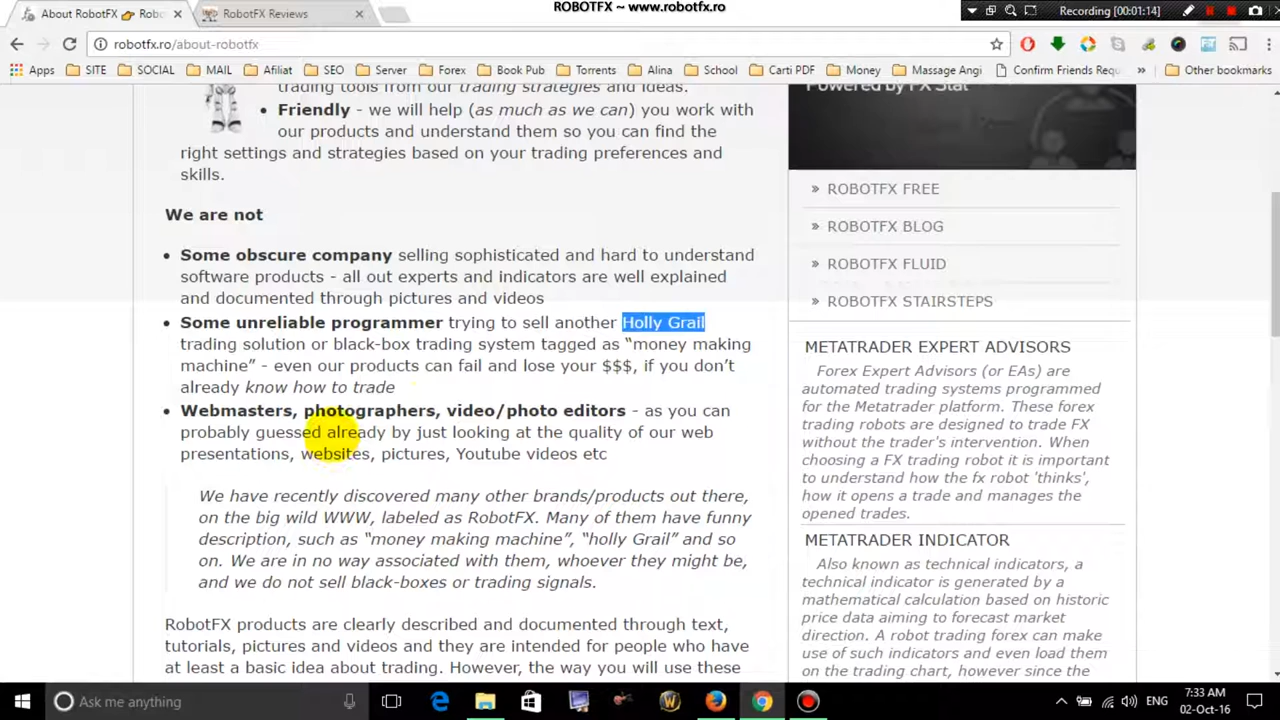 ROBOTFX ~ www.robotfx.ro
About RobotFX 👉 Robo
RobotFX Reviews
Recording [00:01:14]
robotfx.ro/about-robotfx
Apps SITE SOCIAL MAIL Afiliat SEO Server Forex Book Pub Torrents Alina School Carti PDF Money Massage Angi Confirm Friends Requ » Other bookmarks
trading tools from our trading strategies and ideas.
• Friendly - we will help (as much as we can) you work with
our products and understand them so you can find the
right settings and strategies based on your trading preferences and
skills.
We are not
• Some obscure company selling sophisticated and hard to understand
software products - all out experts and indicators are well explained
and documented through pictures and videos
• Some unreliable programmer trying to sell another Holly Grail
trading solution or black-box trading system tagged as “money making
machine” - even our products can fail and lose your $$$, if you don’t
already know how to trade
• Webmasters, photographers, video/photo editors - as you can
probably guessed already by just looking at the quality of our web
presentations, websites, pictures, Youtube videos etc
We have recently discovered many other brands/products out there,
on the big wild WWW, labeled as RobotFX. Many of them have funny
description, such as “money making machine”, “holly Grail” and so
on. We are in no way associated with them, whoever they might be,
and we do not sell black-boxes or trading signals.
RobotFX products are clearly described and documented through text,
tutorials, pictures and videos and they are intended for people who have
at least a basic idea about trading. However, the way you will use these
Powered by FX Stat
» ROBOTFX FREE
» ROBOTFX BLOG
» ROBOTFX FLUID
» ROBOTFX STAIRSTEPS
METATRADER EXPERT ADVISORS
Forex Expert Advisors (or EAs) are
automated trading systems programmed
for the Metatrader platform. These forex
trading robots are designed to trade FX
without the trader's intervention. When
choosing a FX trading robot it is important
to understand how the fx robot 'thinks',
how it opens a trade and manages the
opened trades.
METATRADER INDICATOR
Also known as technical indicators, a
technical indicator is generated by a
mathematical calculation based on historic
price data aiming to forecast market
direction. A robot trading forex can make
use of such indicators and even load them
on the trading chart, however since the
Ask me anything
ENG
7:33 AM
02-Oct-16